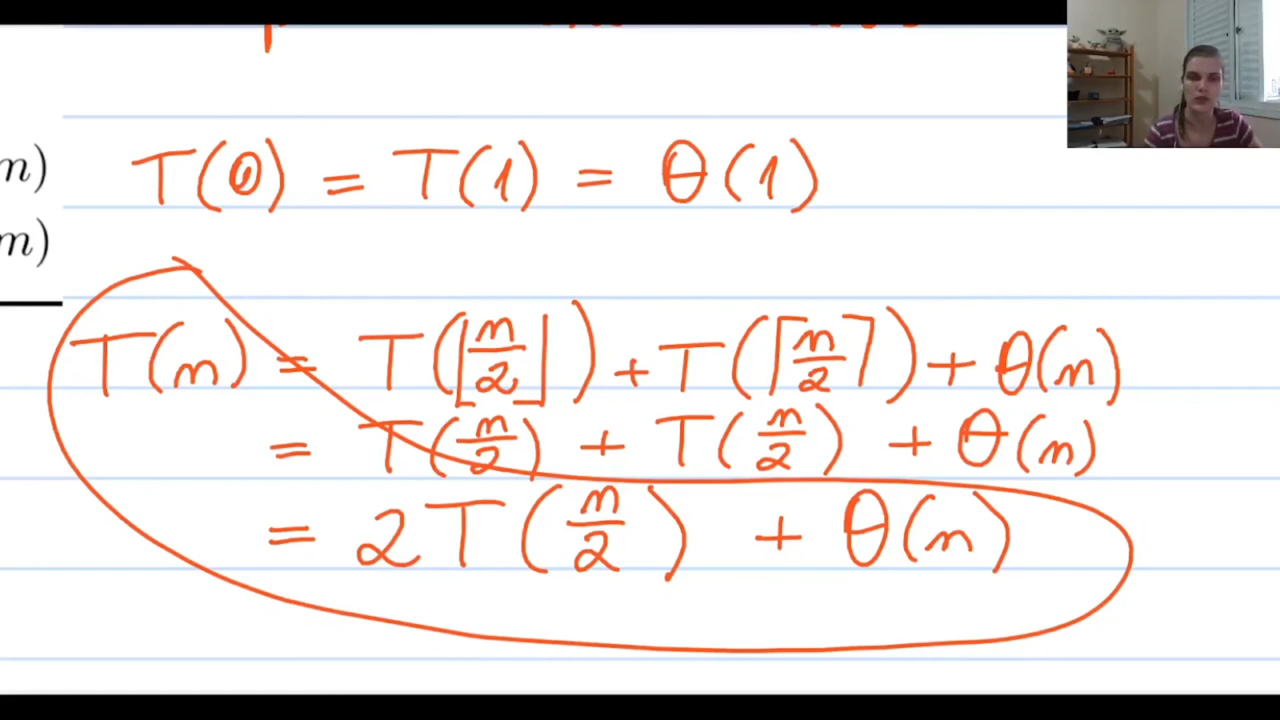 m)
m)
T(0) = T(1) = θ(1)
T(n) = T(⌊n/2⌋) + T(⌈n/2⌉) + θ(n)
= T(n/2) + T(n/2) + θ(n)
= 2T(n/2) + θ(n)